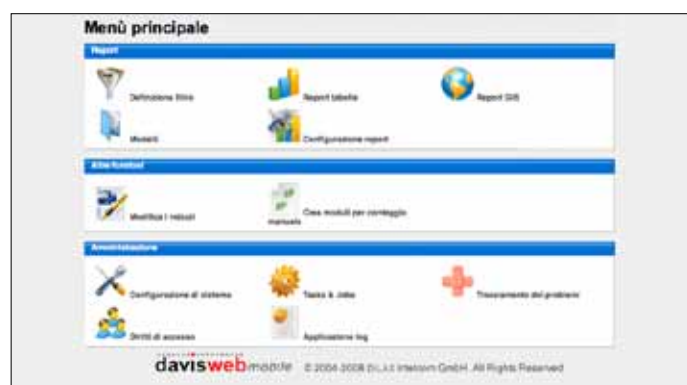 Menù principale
Report
Definizione filtro
Report tabelle
Report GIS
Modelli
Configurazione report
Altre funzioni
Modifica i robusti
Crea moduli per conteggio
manuale
Amministrazione
Configurazione di sistema
Tasks & Jobs
Tracciamento dei problemi
Diritti di accesso
Applicazione log
davisweb mobile © 2004-2008 DILAX Intelcom GmbH. All Rights Reserved